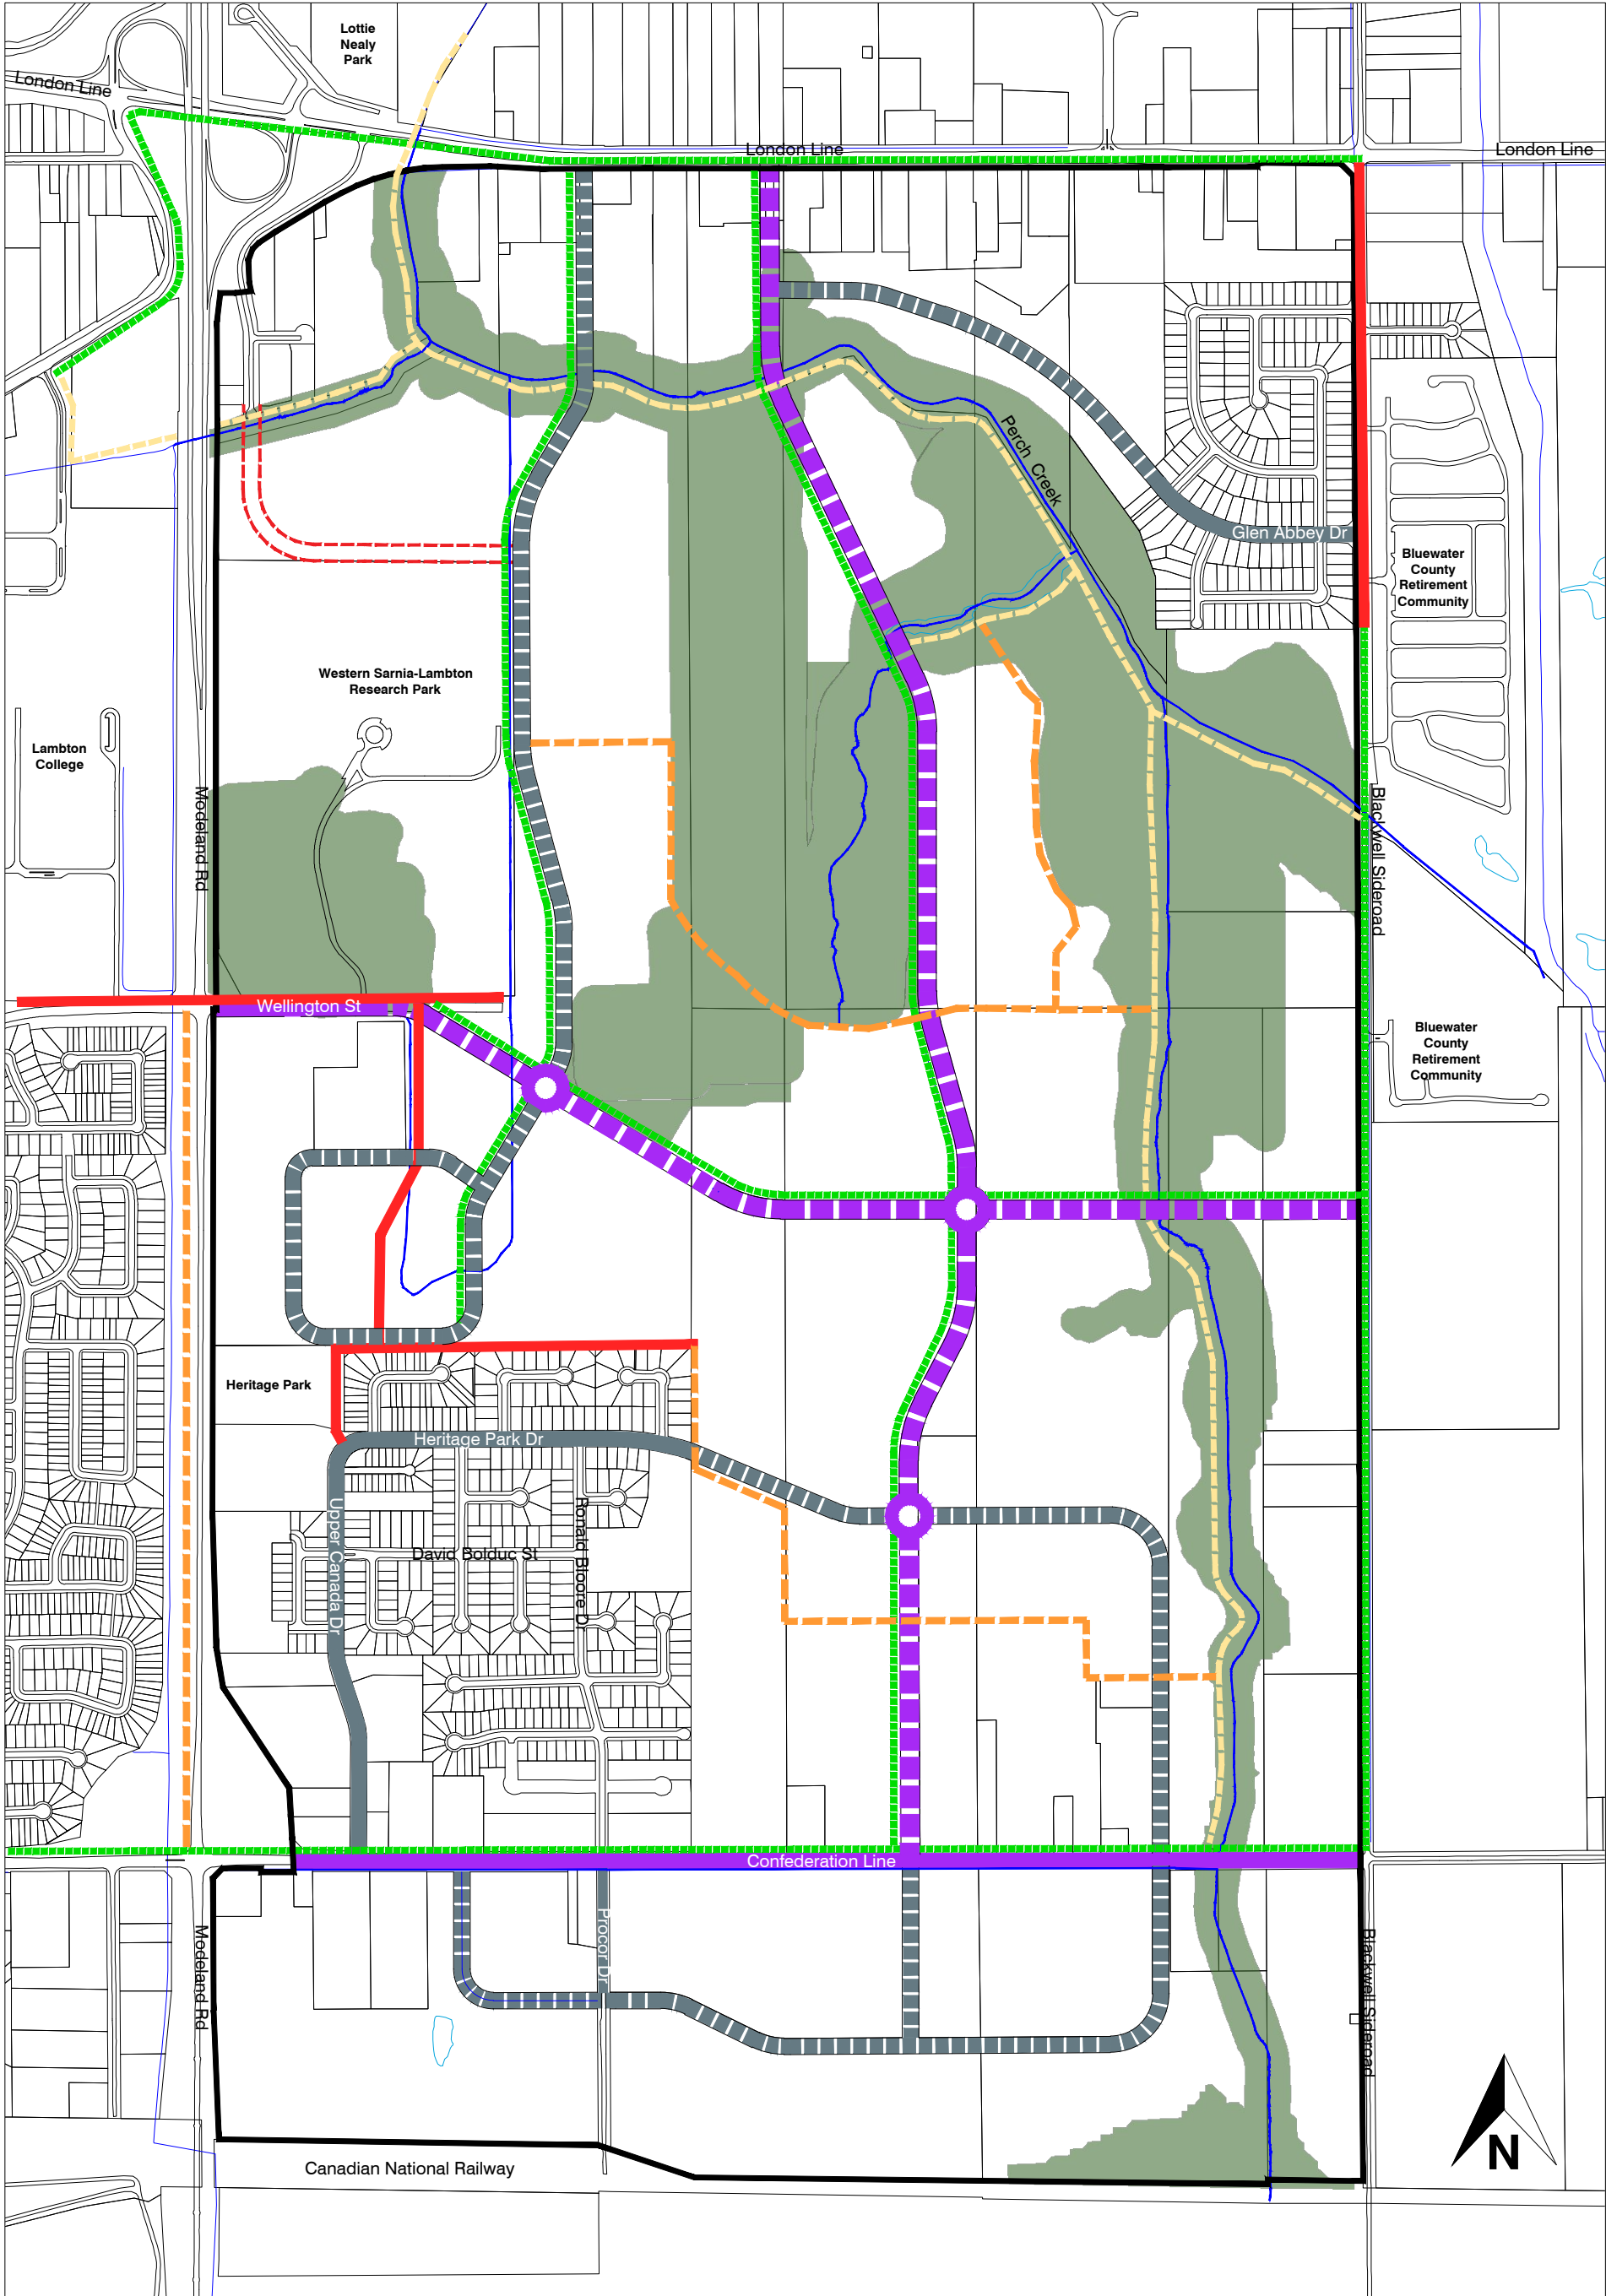 Lottie
Nealy
Park
London Line
London Line
London Line
Perch Creek
Glen Abbey Dr
Bluewater
County
Retirement
Community
Western Sarnia-Lambton
Research Park
Lambton
College
Modeland Rd
Blackwell Sideroad
Wellington St
Bluewater
County
Retirement
Community
Heritage Park
Heritage Park Dr
Upper Canada Dr
Ronald Bloore Dr
David Bolduc St
Confederation Line
Procor Dr
Modeland Rd
Blackwell Sideroad
N
Canadian National Railway